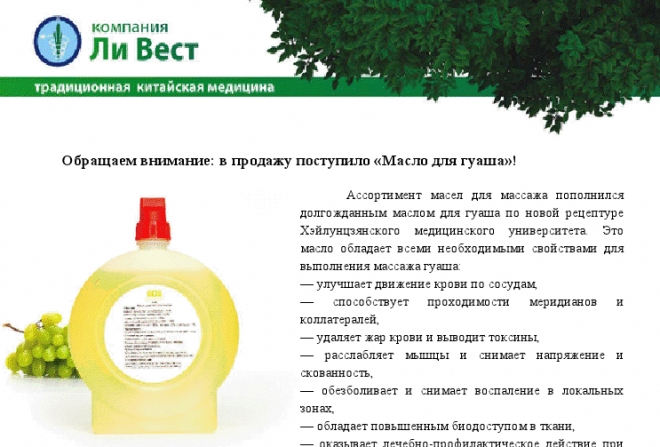 компания
Ли Вест
традиционная китайская медицина
Обращаем внимание: в продажу поступило «Масло для гуаша»!
Ассортимент масел для массажа пополнился
долгожданным маслом для гуаша по новой рецептуре
Хэйлунцзянского медицинского университета. Это
масло обладает всеми необходимыми свойствами для
выполнения массажа гуаша:
— улучшает движение крови по сосудам,
— способствует проходимости меридианов и
коллатералей,
— удаляет жар крови и выводит токсины,
— расслабляет мышцы и снимает напряжение и
скованность,
— обезболивает и снимает воспаление в локальных
зонах,
— обладает повышенным биодоступом в ткани,
— оказывает лечебно-профилактическое действие при